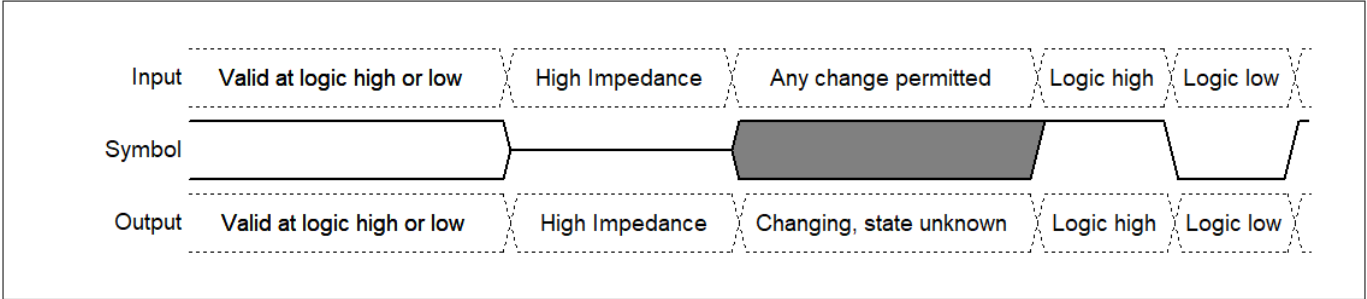 Input Valid at logic high or low High Impedance Any change permitted Logic high Logic low
Symbol
Output Valid at logic high or low High Impedance Changing, state unknown Logic high Logic low